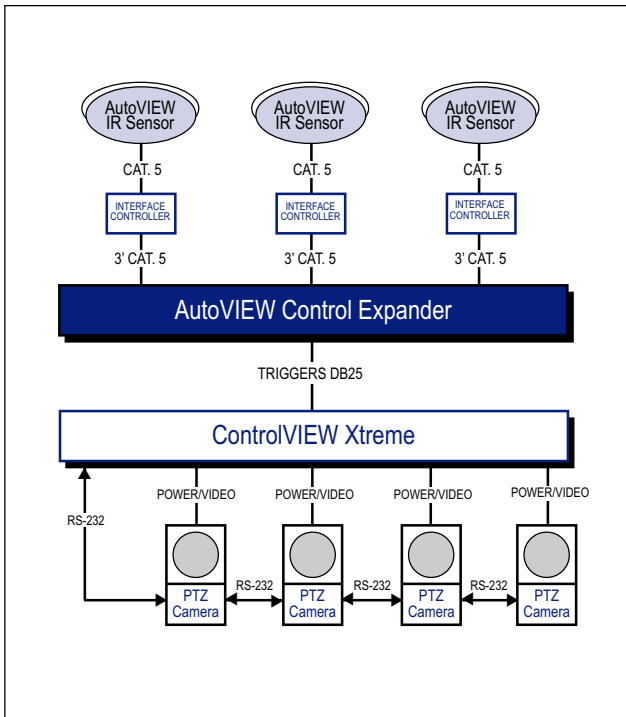 AutoVIEW
IR Sensor
AutoVIEW
IR Sensor
AutoVIEW
IR Sensor
CAT. 5
CAT. 5
CAT. 5
INTERFACE
CONTROLLER
INTERFACE
CONTROLLER
INTERFACE
CONTROLLER
3' CAT. 5
3' CAT. 5
3' CAT. 5
AutoVIEW Control Expander
TRIGGERS DB25
ControlVIEW Xtreme
POWER/VIDEO
POWER/VIDEO
POWER/VIDEO
POWER/VIDEO
RS-232
RS-232
RS-232
RS-232
PTZ
Camera
PTZ
Camera
PTZ
Camera
PTZ
Camera